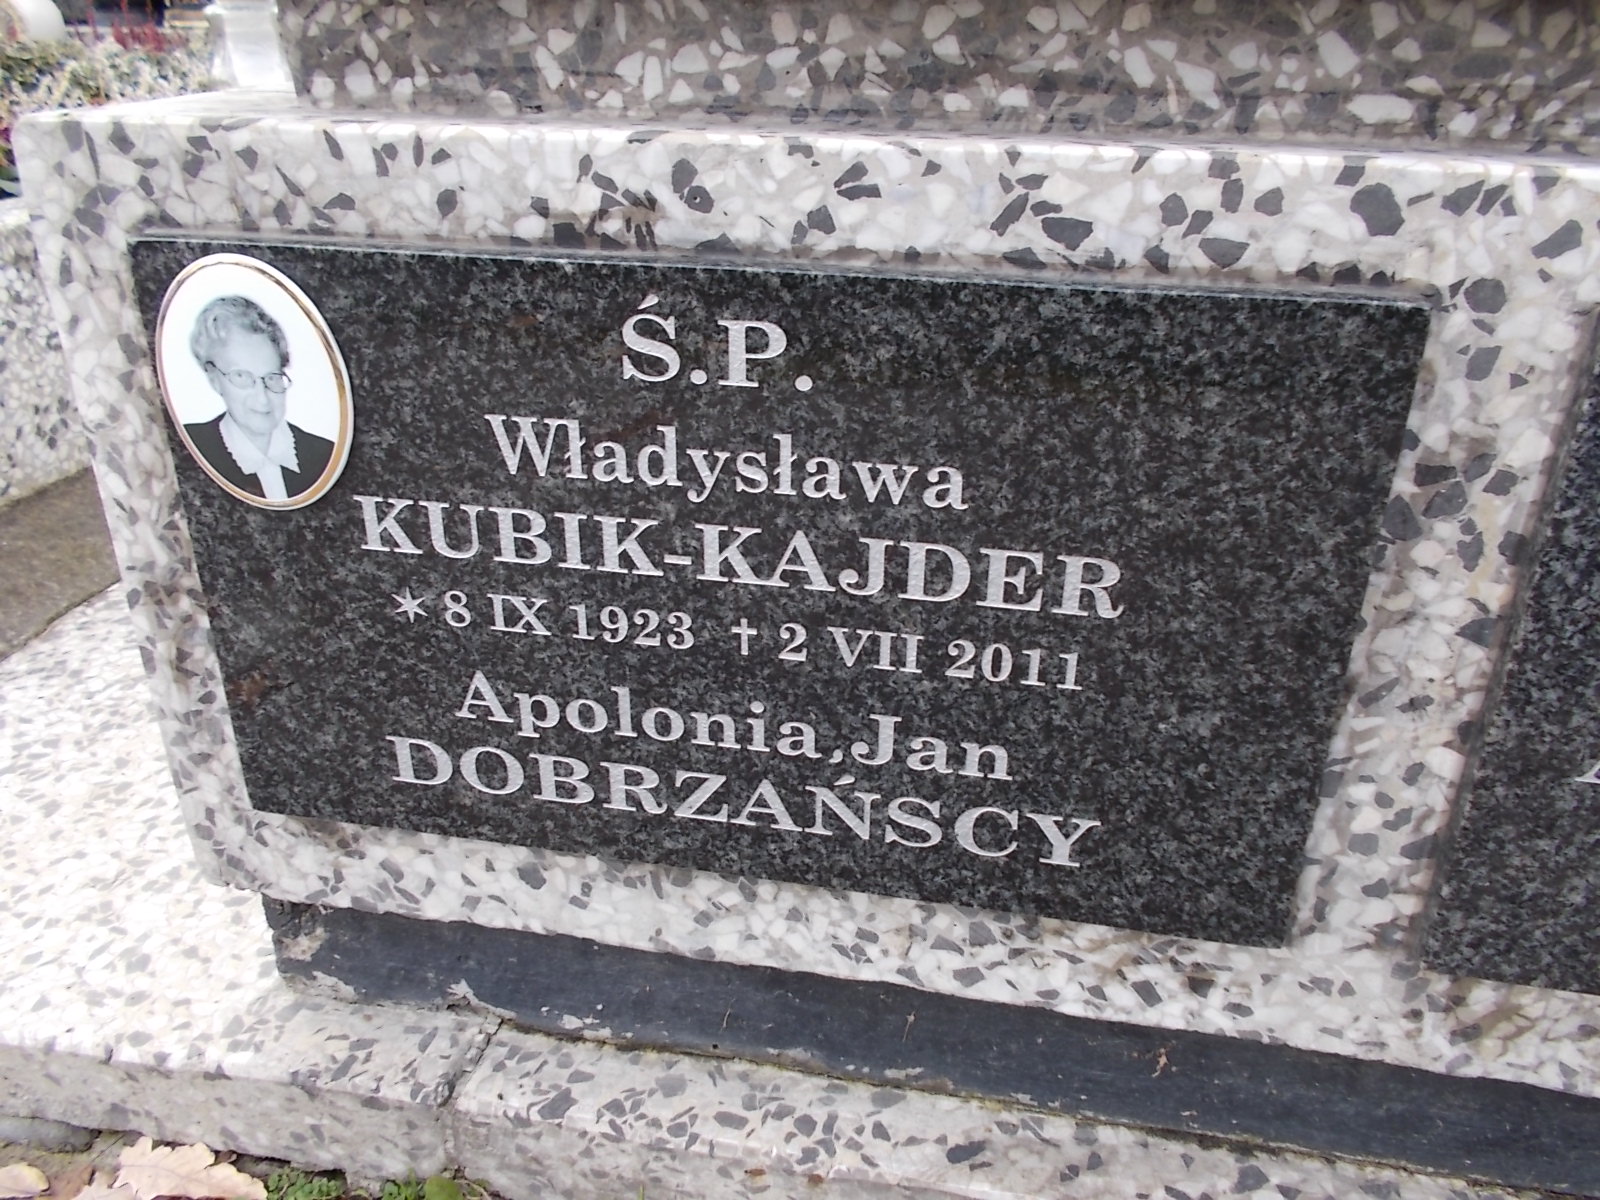 Ś.P.
Władysława
KUBIK-KAJDER
✶ 8 IX 1923 † 2 VII 2011
Apolonia, Jan
DOBRZAŃSCY